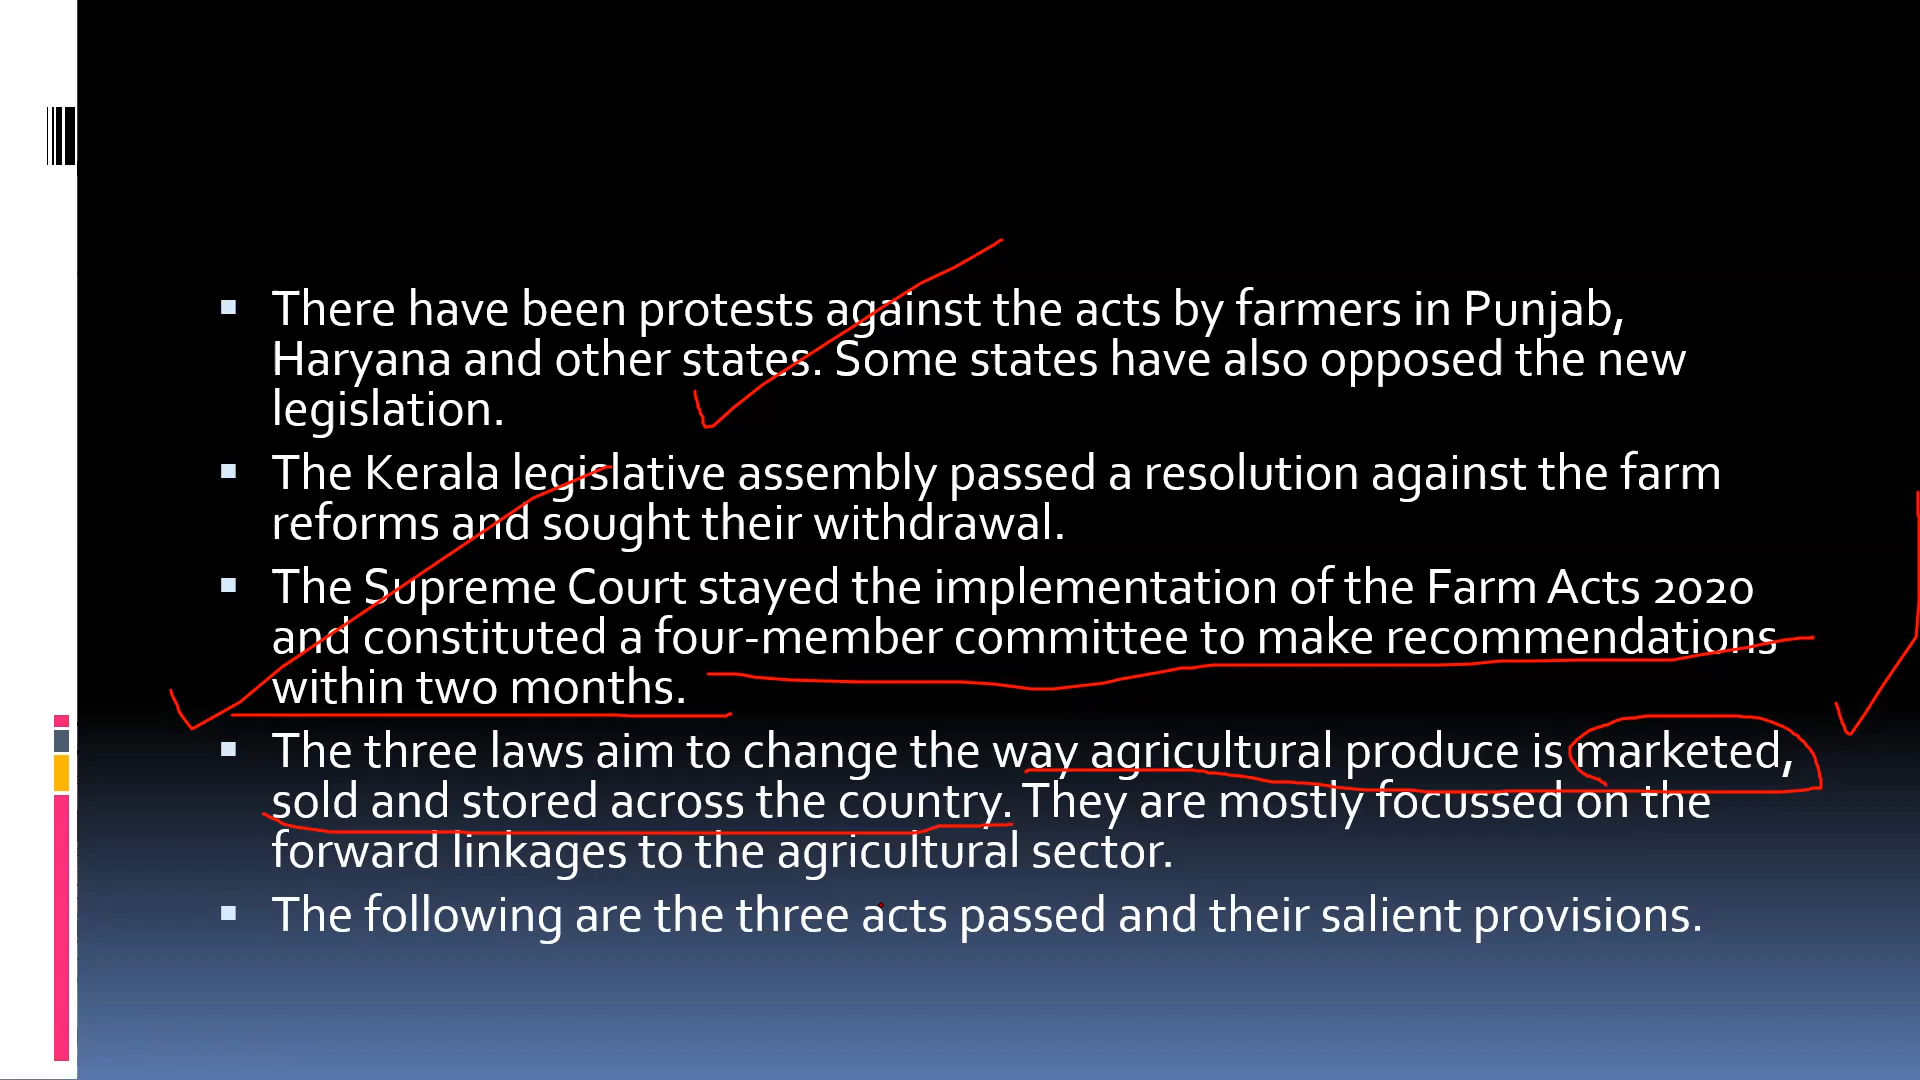 There have been protests against the acts by farmers in Punjab,
Haryana and other states. Some states have also opposed the new
legislation.
The Kerala legislative assembly passed a resolution against the farm
reforms and sought their withdrawal.
The Supreme Court stayed the implementation of the Farm Acts 2020
and constituted a four-member committee to make recommendations
within two months.
The three laws aim to change the way agricultural produce is marketed,
sold and stored across the country. They are mostly focussed on the
forward linkages to the agricultural sector.
The following are the three acts passed and their salient provisions.